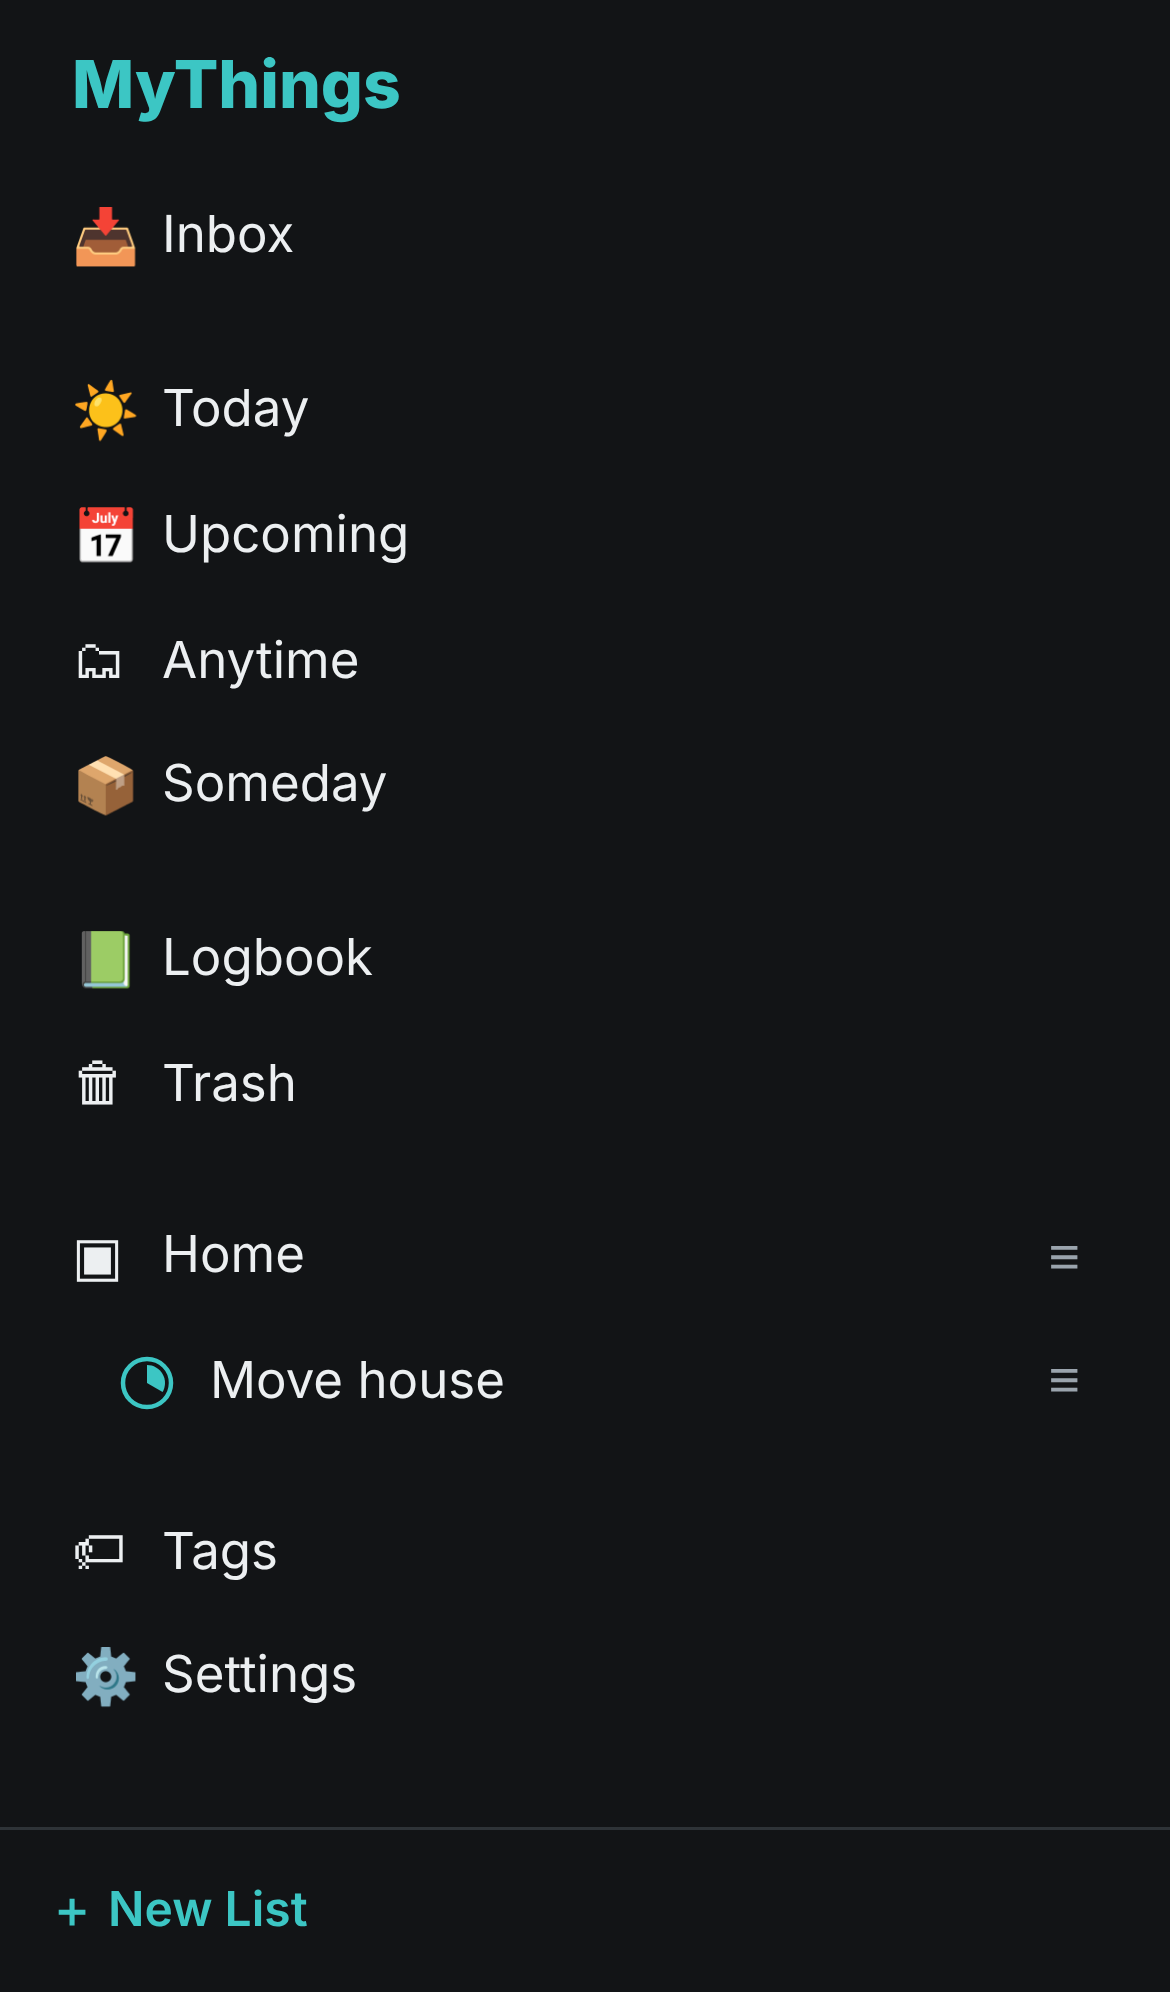 MyThings
Inbox
Today
July
17
Upcoming
Anytime
Someday
Logbook
Trash
Home
Move house
Tags
Settings
+ New List